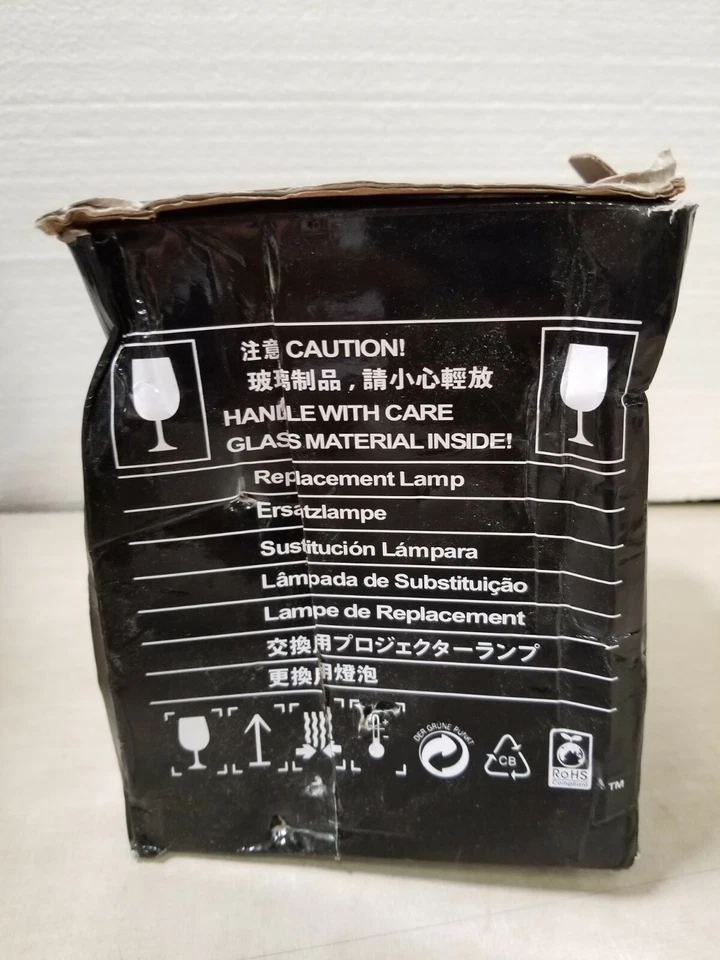 注意 CAUTION!
玻璃制品，請小心輕放
HANDLE WITH CARE
GLASS MATERIAL INSIDE!
Replacement Lamp
Ersatzlampe
Sustitución Lámpara
Lâmpada de Substituição
Lampe de Replacement
交換用プロジェクターランプ
更換用燈泡
DER GRÜNE PUNKT
CB
RoHS
Compliant
TM